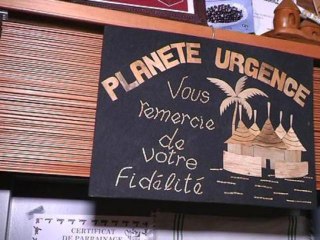 PLANETE URGENCE
Vous
remercie
de
votre
Fidélité
CERTIFICAT
DE PARRAINAGE